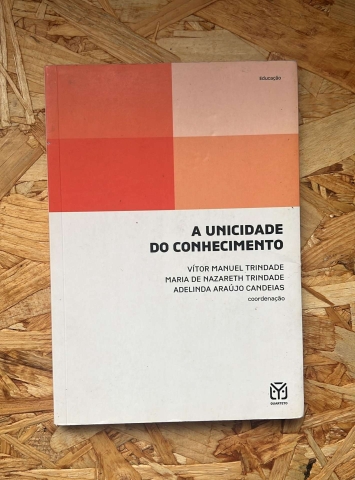 Educação
A UNICIDADE
DO CONHECIMENTO
VÍTOR MANUEL TRINDADE
MARIA DE NAZARETH TRINDADE
ADELINDA ARAÚJO CANDEIAS
coordenação
QUARTETO